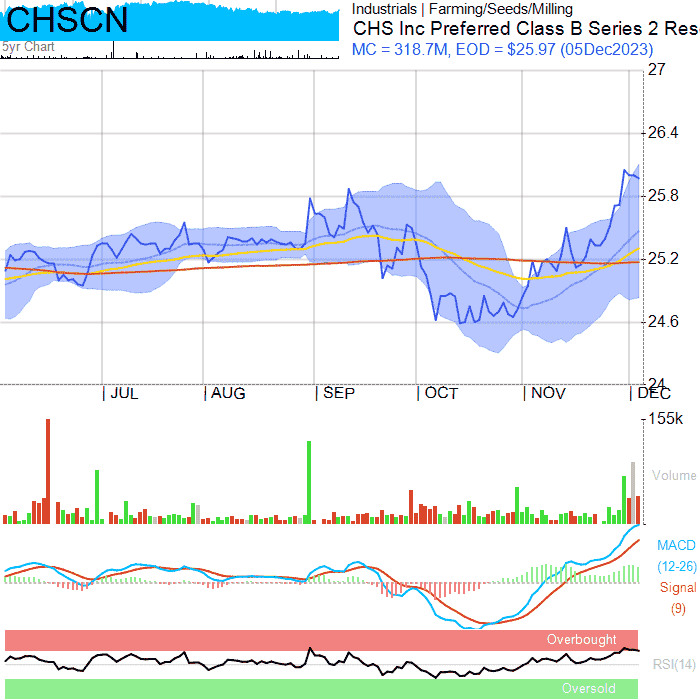 CHSCN
5yr Chart
Industrials | Farming/Seeds/Milling
CHS Inc Preferred Class B Series 2 Res
MC = 318.7M, EOD = $25.97 (05Dec2023)
27
26.4
25.8
25.2
24.6
24
| JUL | AUG | SEP | OCT | NOV | DEC
155k
Volume
MACD
(12-26)
Signal
(9)
Overbought
RSI(14)
Oversold